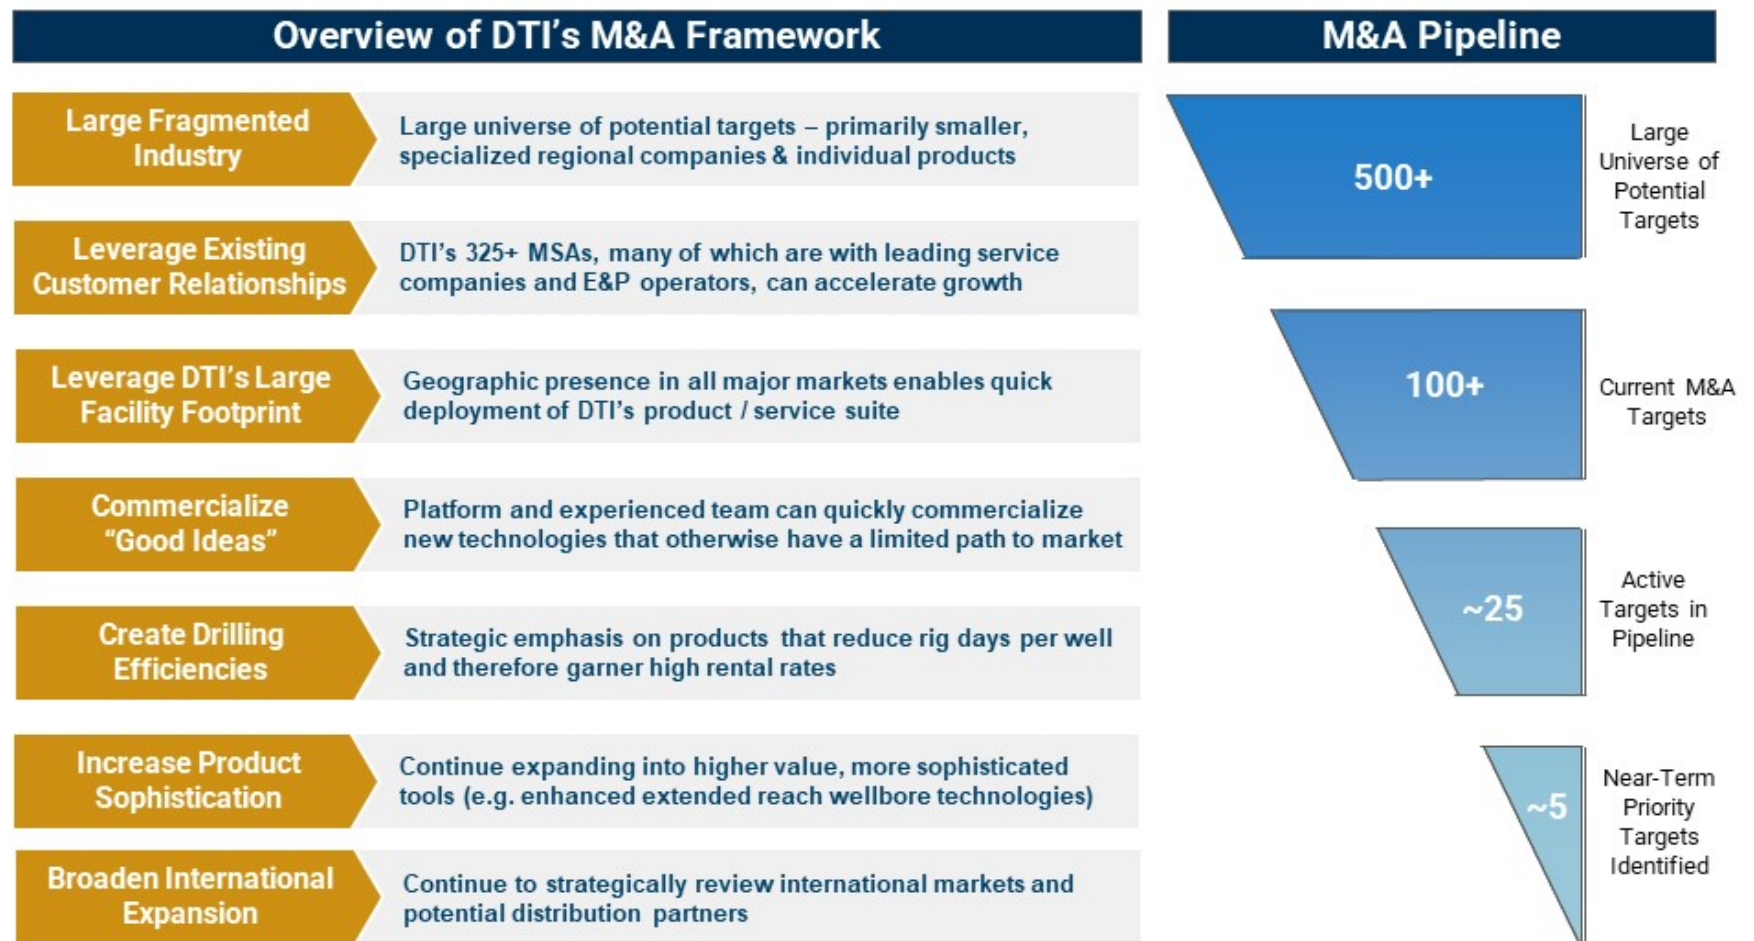 Overview of DTI's M&A Framework
Large Fragmented
Industry
Large universe of potential targets – primarily smaller,
specialized regional companies & individual products
Leverage Existing
Customer Relationships
DTI's 325+ MSAs, many of which are with leading service
companies and E&P operators, can accelerate growth
Leverage DTI's Large
Facility Footprint
Geographic presence in all major markets enables quick
deployment of DTI's product / service suite
Commercialize
“Good Ideas”
Platform and experienced team can quickly commercialize
new technologies that otherwise have a limited path to market
Create Drilling
Efficiencies
Strategic emphasis on products that reduce rig days per well
and therefore garner high rental rates
Increase Product
Sophistication
Continue expanding into higher value, more sophisticated
tools (e.g. enhanced extended reach wellbore technologies)
Broaden International
Expansion
Continue to strategically review international markets and
potential distribution partners
M&A Pipeline
500+
Large
Universe of
Potential
Targets
100+
Current M&A
Targets
~25
Active
Targets in
Pipeline
~5
Near-Term
Priority
Targets
Identified